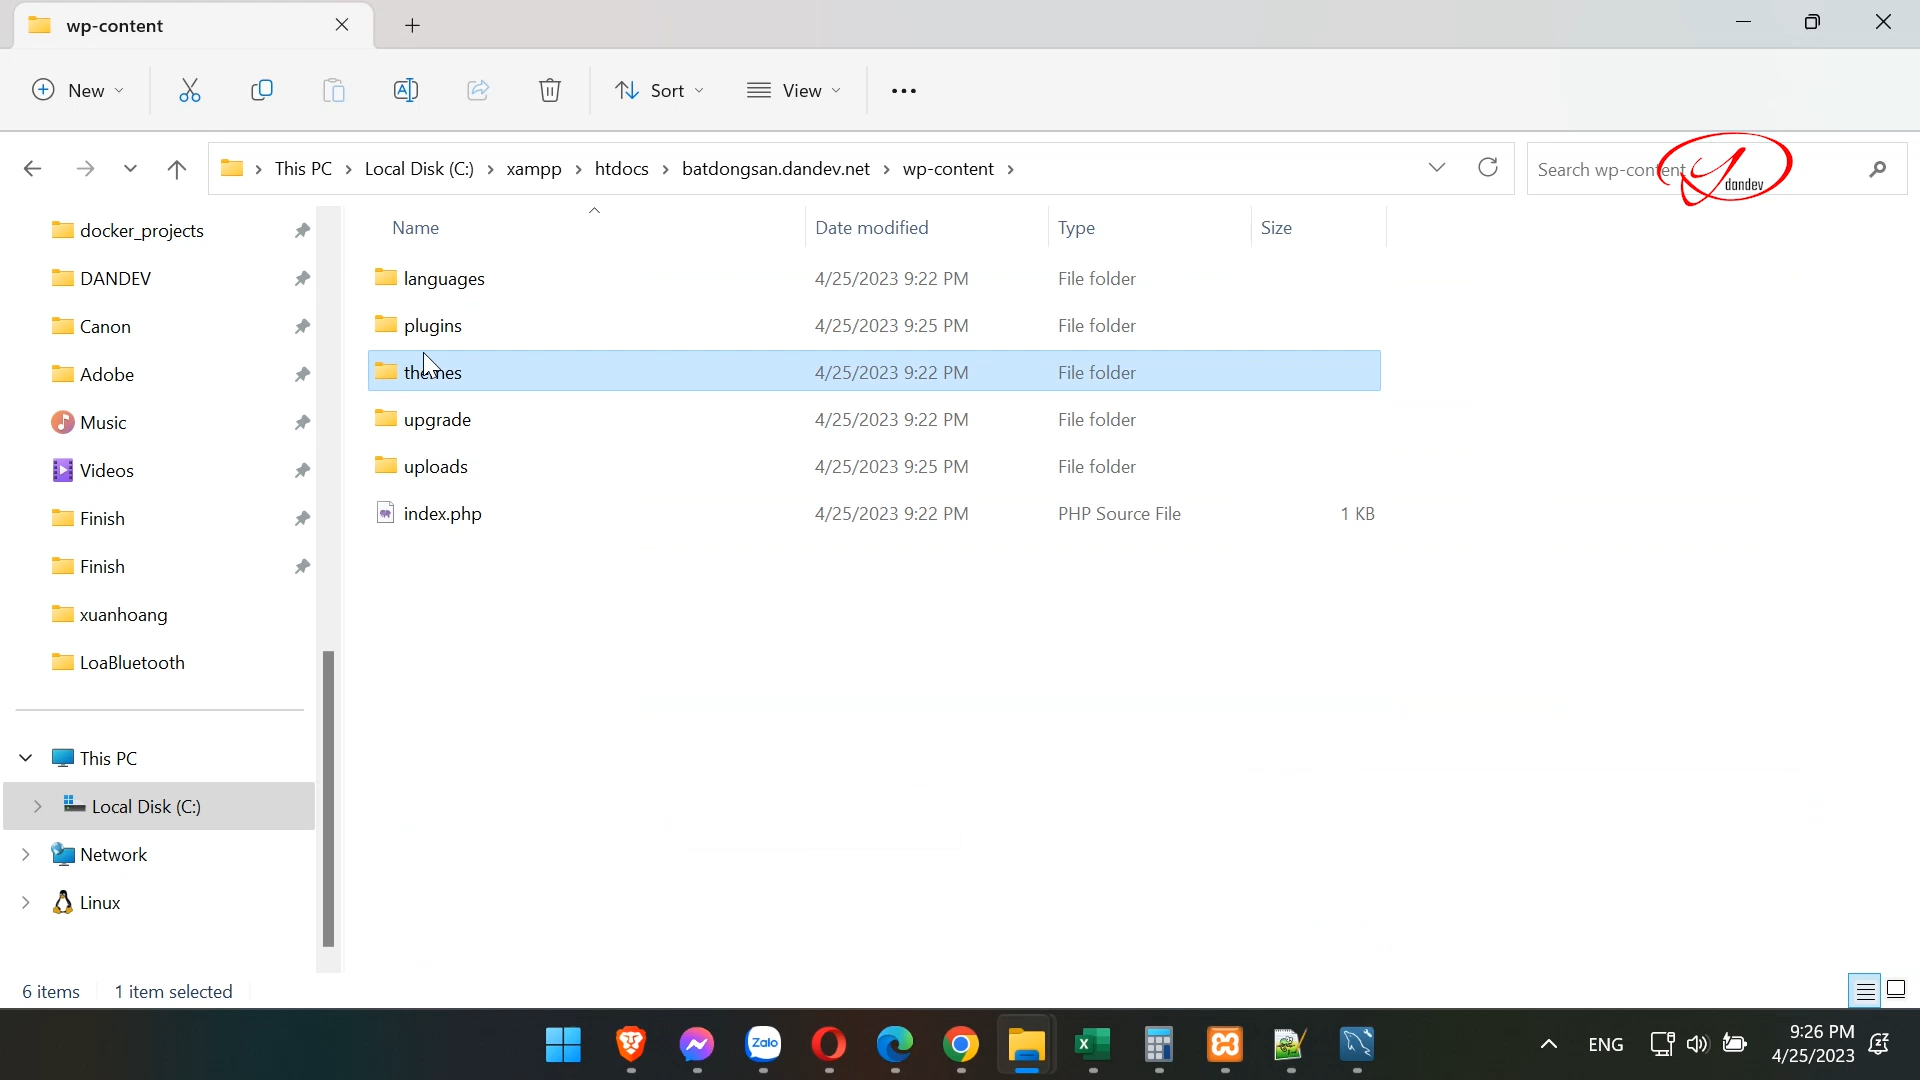 wp-content
New
Sort
View
This PC
Local Disk (C:)
xampp
htdocs
batdongsan.dandev.net
wp-content
Search wp-content
dandev
docker_projects
DANDEV
Canon
Adobe
Music
Videos
Finish
Finish
xuanhoang
LoaBluetooth
This PC
Local Disk (C:)
Network
Linux
Name Date modified Type Size
languages 4/25/2023 9:22 PM File folder
plugins 4/25/2023 9:25 PM File folder
themes 4/25/2023 9:22 PM File folder
upgrade 4/25/2023 9:22 PM File folder
uploads 4/25/2023 9:25 PM File folder
index.php 4/25/2023 9:22 PM PHP Source File 1 KB
6 items 1 item selected
Zalo
ENG
9:26 PM
4/25/2023